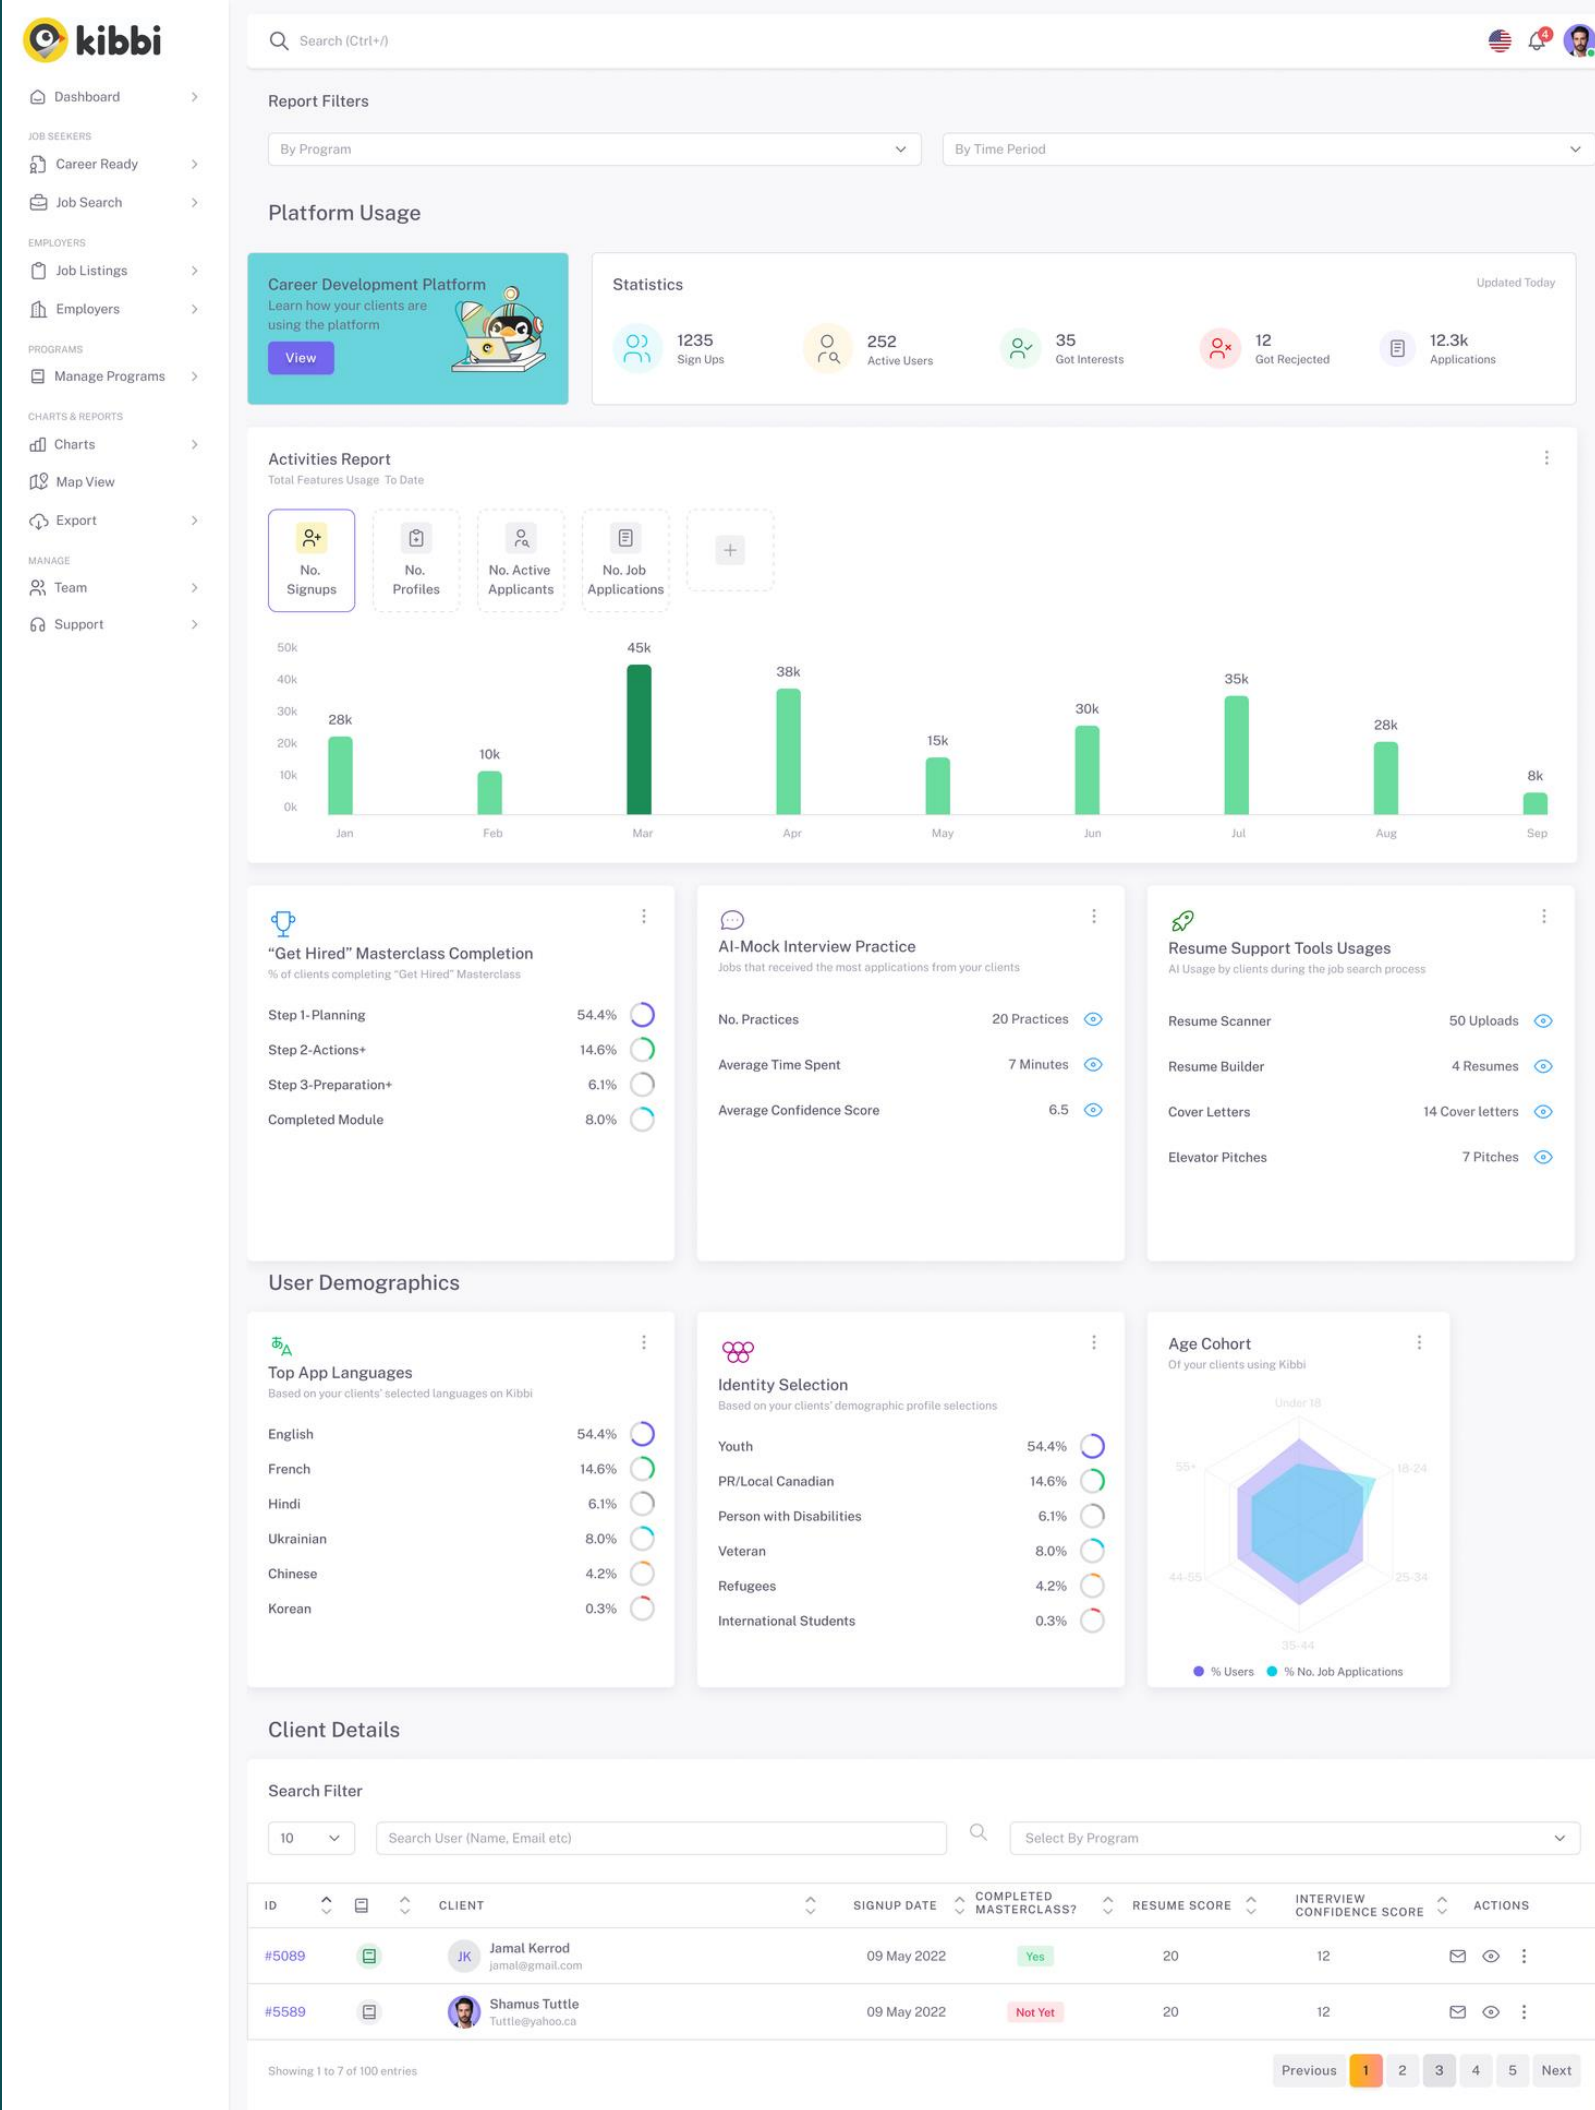 kibbi
Search (Ctrl+/)
4
Dashboard
JOB SEEKERS
Career Ready
Job Search
EMPLOYERS
Job Listings
Employers
PROGRAMS
Manage Programs
CHARTS & REPORTS
Charts
Map View
Export
MANAGE
Team
Support
Report Filters
By Program
By Time Period
Platform Usage
Career Development Platform
Learn how your clients are
using the platform
View
Statistics
Updated Today
1235
Sign Ups
252
Active Users
35
Got Interests
12
Got Recjected
12.3k
Applications
Activities Report
Total Features Usage To Date
No.
Signups
No.
Profiles
No. Active
Applicants
No. Job
Applications
50k
40k
30k
20k
10k
0k
28k
10k
45k
38k
15k
30k
35k
28k
8k
Jan
Feb
Mar
Apr
May
Jun
Jul
Aug
Sep
“Get Hired” Masterclass Completion
% of clients completing “Get Hired” Masterclass
Step 1-Planning 54.4%
Step 2-Actions+ 14.6%
Step 3-Preparation+ 6.1%
Completed Module 8.0%
AI-Mock Interview Practice
Jobs that received the most applications from your clients
No. Practices 20 Practices
Average Time Spent 7 Minutes
Average Confidence Score 6.5
Resume Support Tools Usages
AI Usage by clients during the job search process
Resume Scanner 50 Uploads
Resume Builder 4 Resumes
Cover Letters 14 Cover letters
Elevator Pitches 7 Pitches
User Demographics
あA
Top App Languages
Based on your clients’ selected languages on Kibbi
English 54.4%
French 14.6%
Hindi 6.1%
Ukrainian 8.0%
Chinese 4.2%
Korean 0.3%
Identity Selection
Based on your clients’ demographic profile selections
Youth 54.4%
PR/Local Canadian 14.6%
Person with Disabilities 6.1%
Veteran 8.0%
Refugees 4.2%
International Students 0.3%
Age Cohort
Of your clients using Kibbi
Under 18
55+
18-24
44-55
25-34
35-44
% Users
% No. Job Applications
Client Details
Search Filter
10
Search User (Name, Email etc)
Select By Program
ID CLIENT SIGNUP DATE COMPLETED MASTERCLASS? RESUME SCORE INTERVIEW CONFIDENCE SCORE ACTIONS
#5089 JK Jamal Kerrod 09 May 2022 Yes 20 12
jamal@gmail.com
#5589 Shamus Tuttle 09 May 2022 Not Yet 20 12
Tuttle@yahoo.ca
Showing 1 to 7 of 100 entries
Previous 1 2 3 4 5 Next